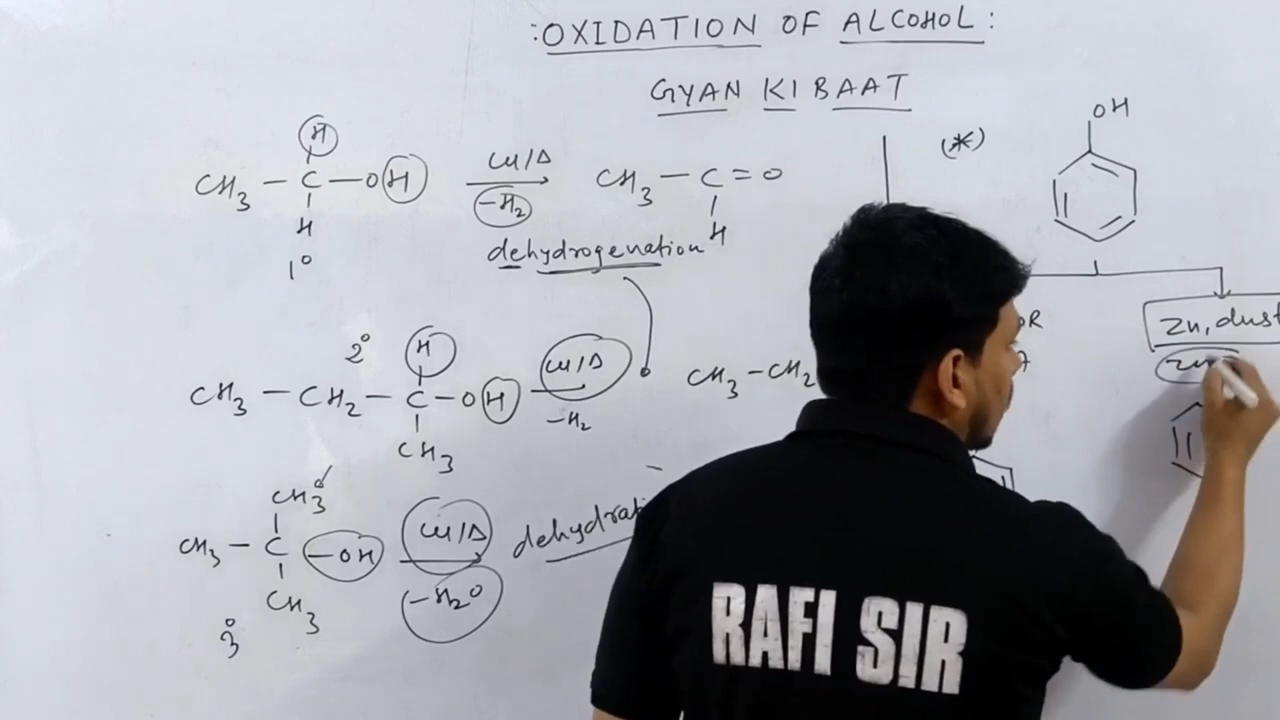 :OXIDATION OF ALCOHOL:
GYAN KI BAAT
H
CH3 — C — OH
H
1°
Cu/Δ
-H2
CH3 — C = O
H
dehydrogenation
(*)
OH
OR
Zn, dust
2°
H
CH3 — CH2 — C — OH
CH3
Cu/Δ
-H2
CH3 - CH2
CH3
CH3 — C — OH
CH3
3°
Cu/Δ
-H2O
RAFI SIR